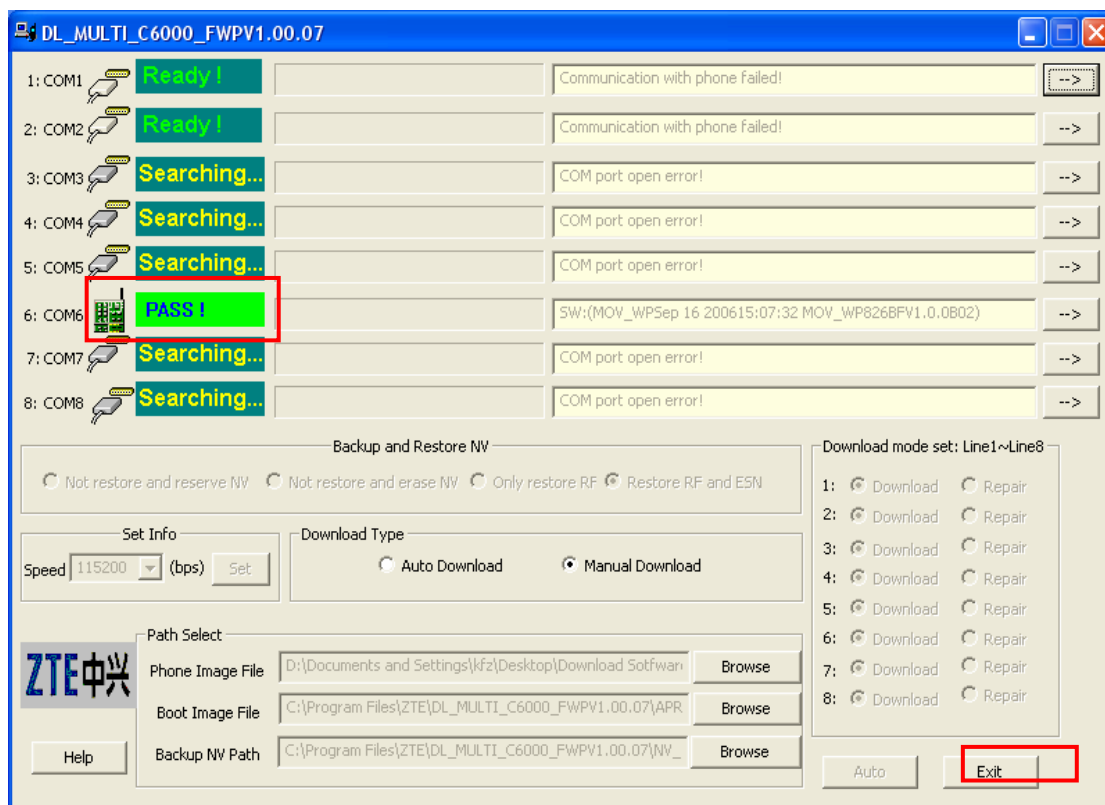 DL_MULTI_C6000_FWPV1.00.07
1: COM1 Ready ! Communication with phone failed! -->
2: COM2 Ready ! Communication with phone failed! -->
3: COM3 Searching... COM port open error! -->
4: COM4 Searching... COM port open error! -->
5: COM5 Searching... COM port open error! -->
6: COM6 PASS ! SW:(MOV_WPSep 16 200615:07:32 MOV_WP826BFV1.0.0B02) -->
7: COM7 Searching... COM port open error! -->
8: COM8 Searching... COM port open error! -->
Backup and Restore NV
Not restore and reserve NV Not restore and erase NV Only restore RF Restore RF and ESN
Set Info
Speed 115200 (bps) Set
Download Type
Auto Download Manual Download
Download mode set: Line1~Line8
1: Download Repair
2: Download Repair
3: Download Repair
4: Download Repair
5: Download Repair
6: Download Repair
7: Download Repair
8: Download Repair
ZTE中兴
Path Select
Phone Image File D:\Documents and Settings\kfz\Desktop\Download Sotfwar Browse
Boot Image File C:\Program Files\ZTE\DL_MULTI_C6000_FWPV1.00.07\APR Browse
Backup NV Path C:\Program Files\ZTE\DL_MULTI_C6000_FWPV1.00.07\NV_ Browse
Help
Auto
Exit